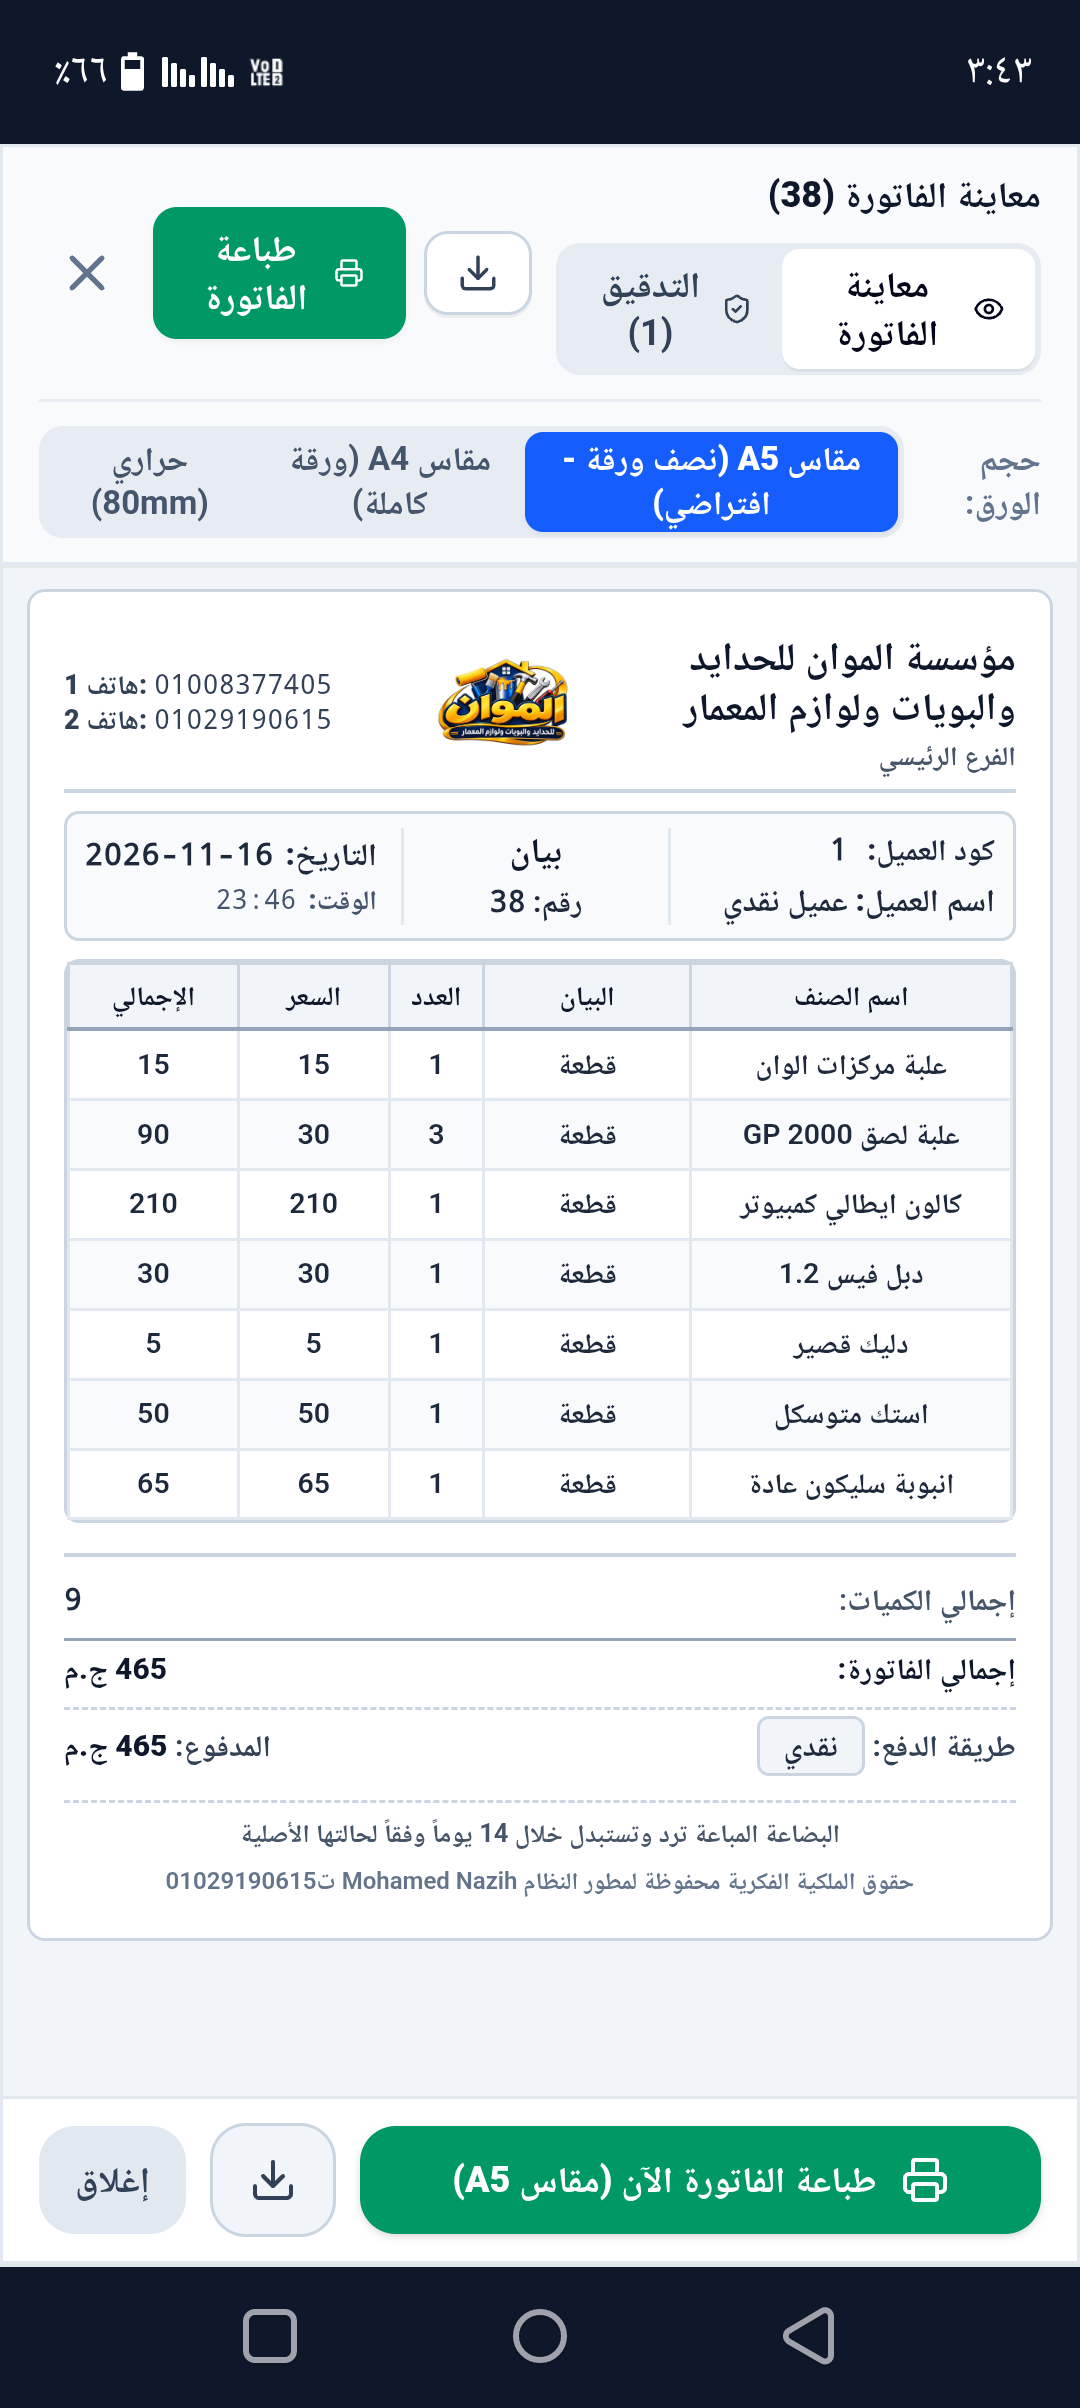 ٣:٤٣
VoLTE 2
٪٦٦
معاينة الفاتورة (38)
معاينة الفاتورة
التدقيق (1)
طباعة الفاتورة
حجم الورق:
مقاس A5 (نصف ورقة - افتراضي)
مقاس A4 (ورقة كاملة)
حراري (80mm)
مؤسسة الموان للحدايد
والبويات ولوازم المعمار
الفرع الرئيسي
الموان
للحدايد والبويات ولوازم المعمار
هاتف 1: 01008377405
هاتف 2: 01029190615
كود العميل: 1
اسم العميل: عميل نقدي
بيان
رقم: 38
التاريخ: 2026-11-16
الوقت: 23:46
اسم الصنف البيان العدد السعر الإجمالي
علبة مركزات الوان قطعة 1 15 15
علبة لصق GP 2000 قطعة 3 30 90
كالون ايطالي كمبيوتر قطعة 1 210 210
دبل فيس 1.2 قطعة 1 30 30
دليك قصير قطعة 1 5 5
استك متوسكل قطعة 1 50 50
انبوبة سليكون عادة قطعة 1 65 65
إجمالي الكميات: 9
إجمالي الفاتورة: 465 ج.م
طريقة الدفع: نقدي المدفوع: 465 ج.م
البضاعة المباعة ترد وتستبدل خلال 14 يوماً وفقاً لحالتها الأصلية
حقوق الملكية الفكرية محفوظة لمطور النظام Mohamed Nazih ت01029190615
طباعة الفاتورة الآن (مقاس A5)
إغلاق